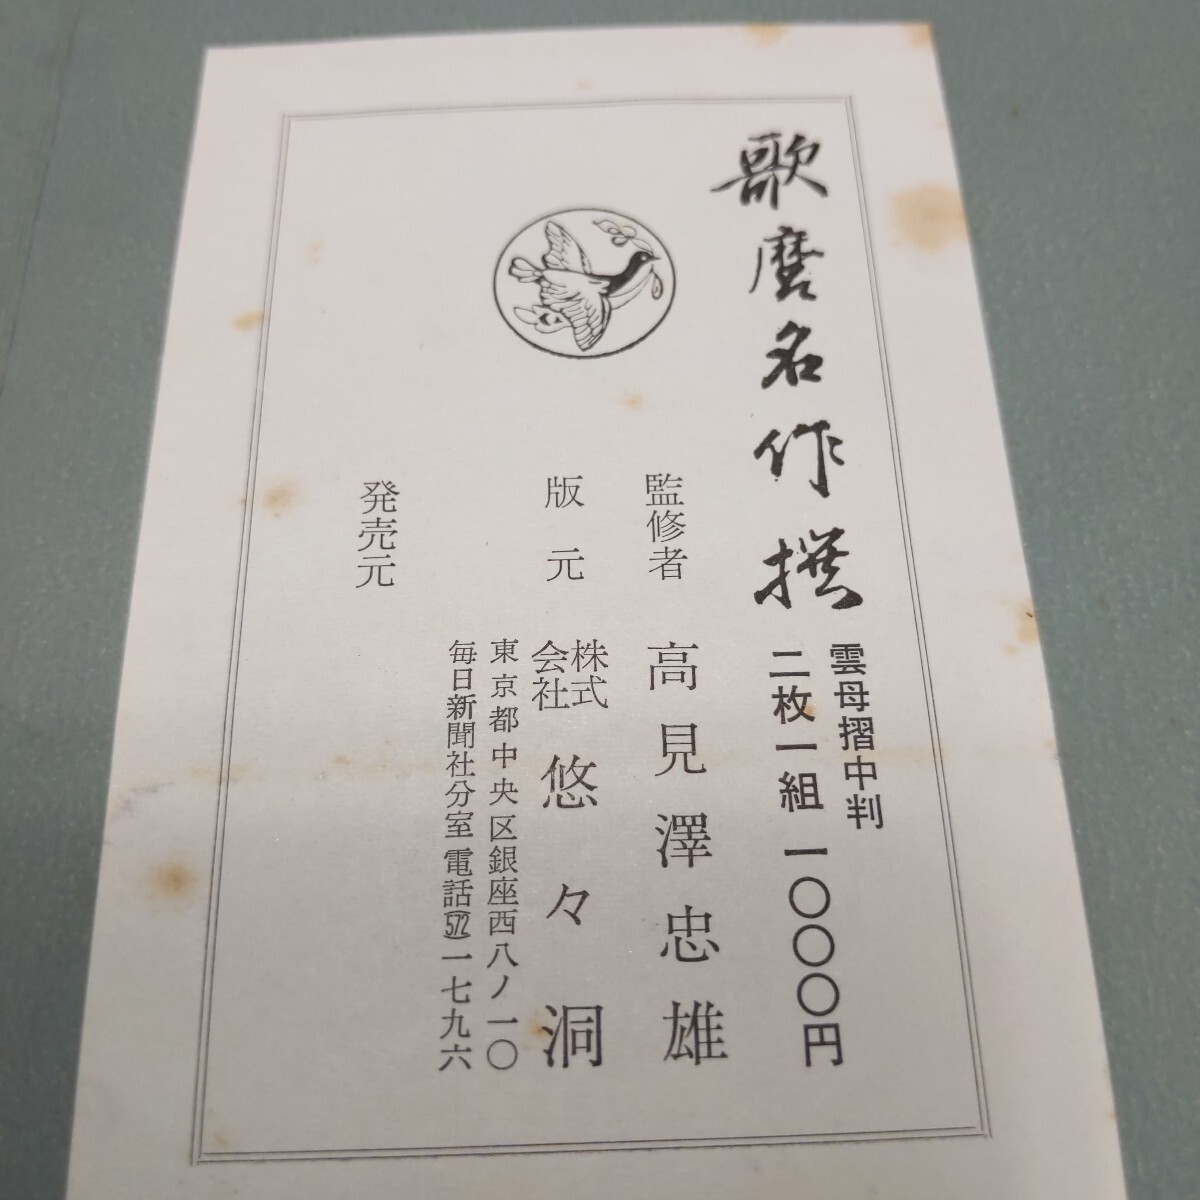 歌麿名作撰
雲母摺中判
二枚一組 一〇〇〇円
監修者 高見澤忠雄
版元 株式会社 悠々洞
東京都中央区銀座西八ノ一〇
毎日新聞社分室 電話(572)一七九六
発売元